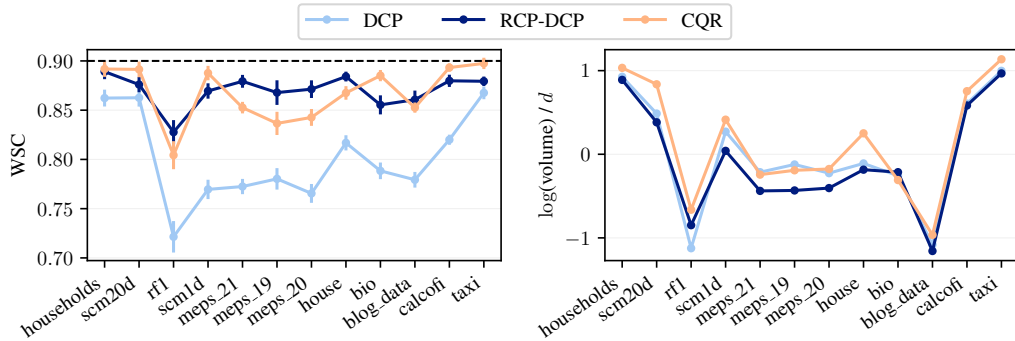 DCP RCP-DCP CQR
WSC
0.90
0.85
0.80
0.75
0.70
households
scm20d
rf1
scm1d
meps_21
meps_19
meps_20
house
bio
blog_data
calcofi
taxi
log(volume) / d
1
0
−1
households
scm20d
rf1
scm1d
meps_21
meps_19
meps_20
house
bio
blog_data
calcofi
taxi